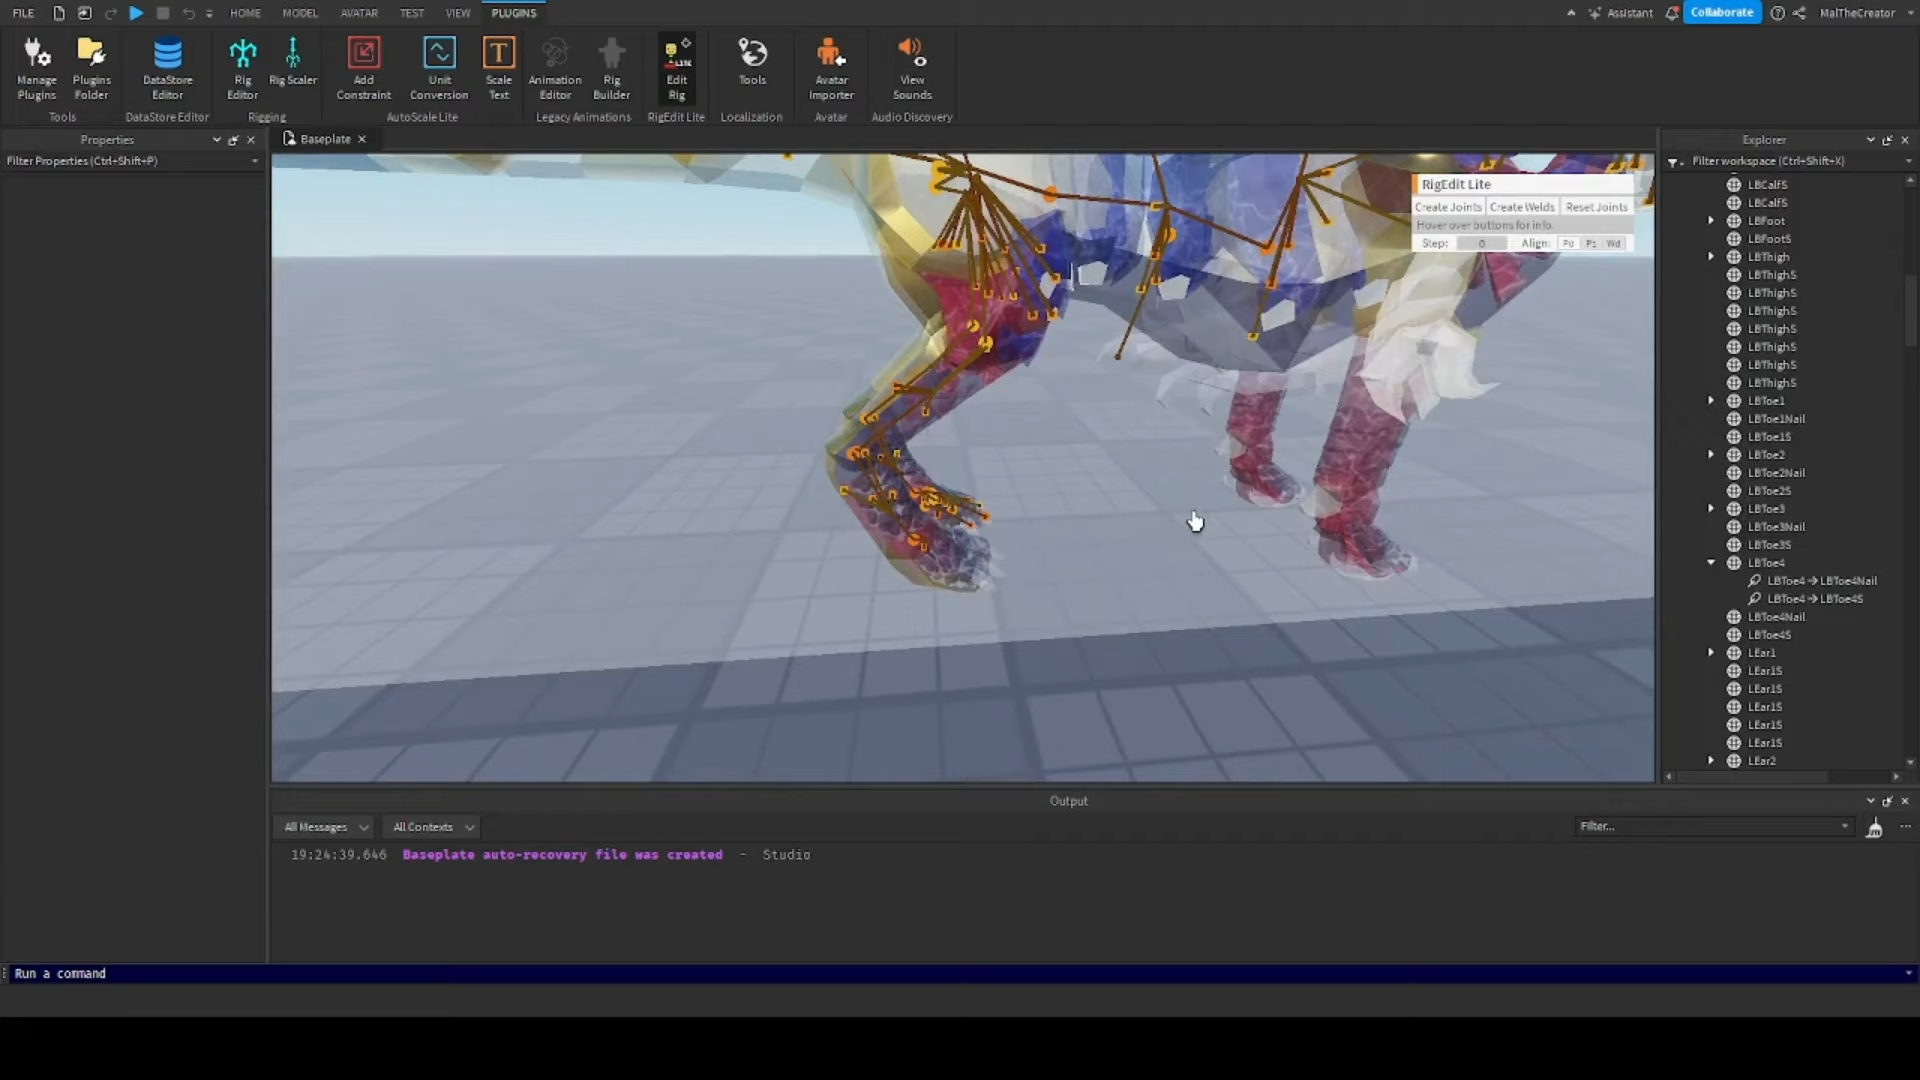 FILE HOME MODEL AVATAR TEST VIEW PLUGINS Assistant Collaborate MalTheCreator
Manage Plugins
Plugins Folder
DataStore Editor
Rig Editor
Rig Scaler
Add Constraint
Unit Conversion
Scale Text
Animation Editor
Rig Builder
LITE
Edit Rig
Tools
Avatar Importer
View Sounds
Tools DataStore Editor Rigging AutoScale Lite Legacy Animations RigEdit Lite Localization Avatar Audio Discovery
Properties
Filter Properties (Ctrl+Shift+P)
Baseplate
RigEdit Lite
Create Joints Create Welds Reset Joints
Hover over buttons for info.
Step: 0 Align: P0 P1 Wd
Explorer
Filter workspace (Ctrl+Shift+X)
LBCalfS
LBCalfS
LBFoot
LBFootS
LBThigh
LBThighS
LBThighS
LBThighS
LBThighS
LBThighS
LBThighS
LBThighS
LBToe1
LBToe1Nail
LBToe1S
LBToe2
LBToe2Nail
LBToe2S
LBToe3
LBToe3Nail
LBToe3S
LBToe4
LBToe4 → LBToe4Nail
LBToe4 → LBToe4S
LBToe4Nail
LBToe4S
LEar1
LEar1S
LEar1S
LEar1S
LEar1S
LEar1S
LEar2
Output
All Messages All Contexts Filter...
19:24:39.646 Baseplate auto-recovery file was created - Studio
Run a command